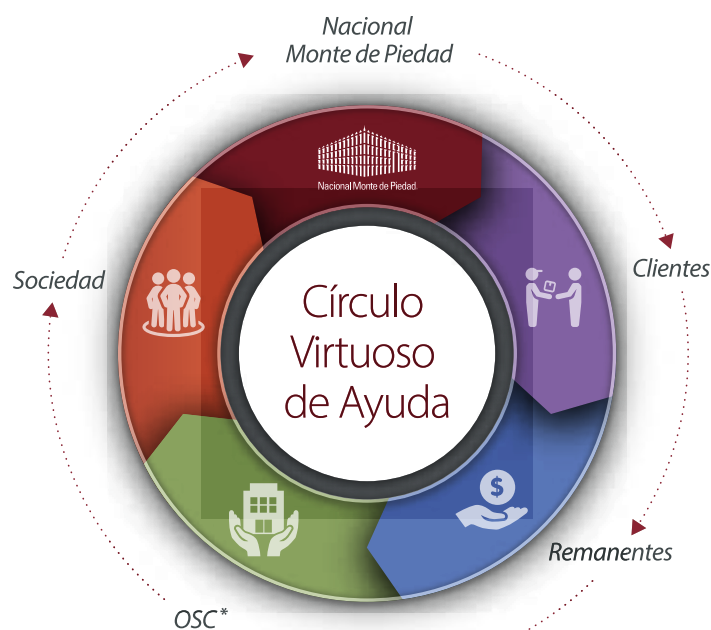 Nacional
Monte de Piedad
Nacional Monte de Piedad
Clientes
Sociedad
Círculo
Virtuoso
de Ayuda
$
Remanentes
OSC*